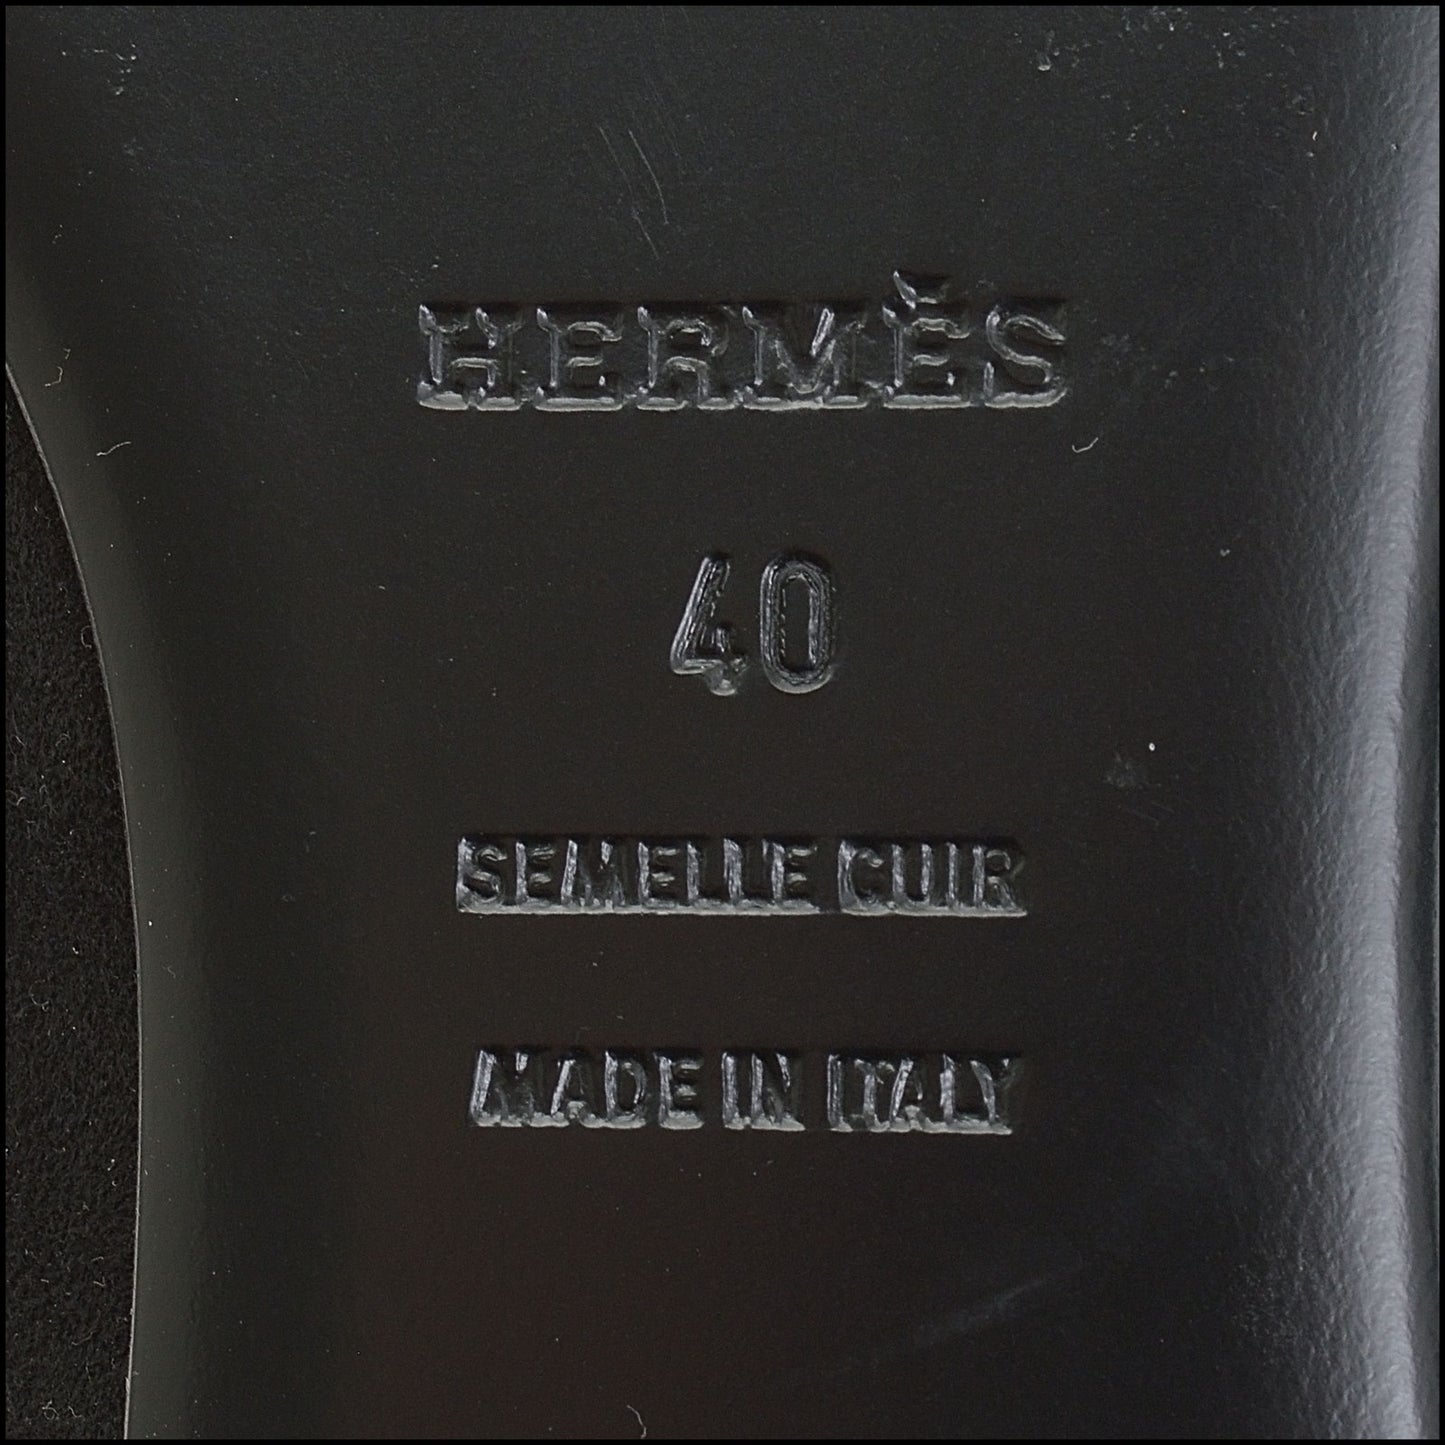 HERMÈS
40
SEMELLE CUIR
MADE IN ITALY